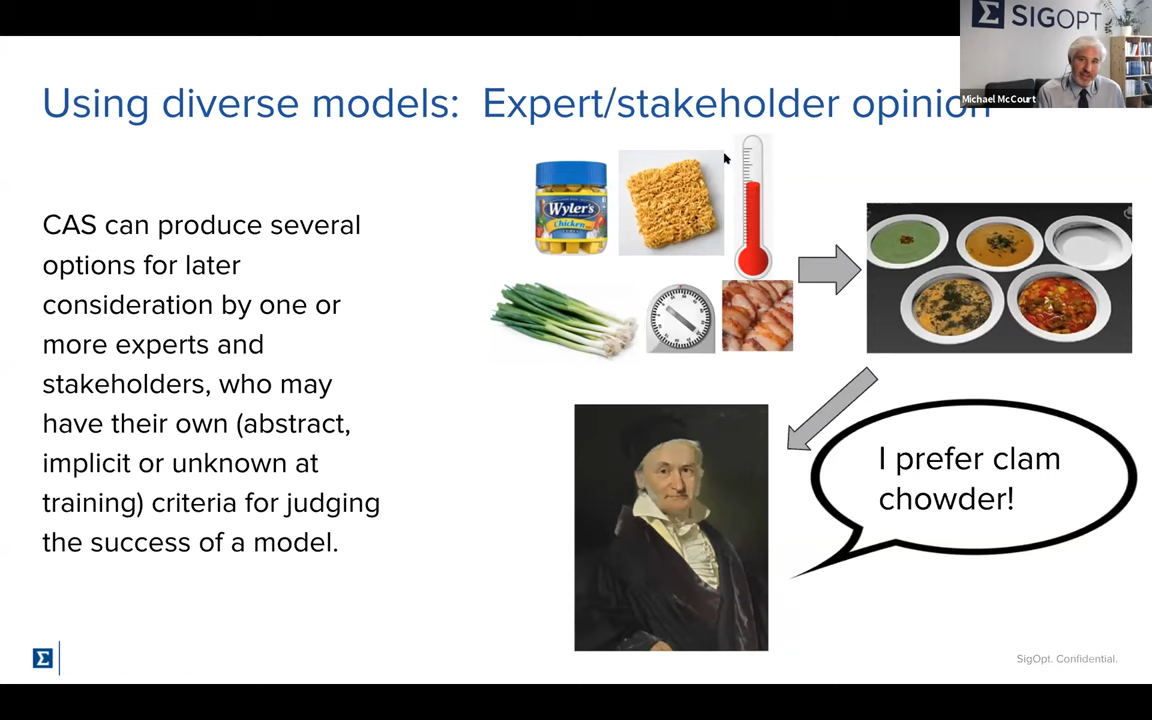 SIGOPT
Michael McCourt
Using diverse models:  Expert/stakeholder opinion
Wyler's
Chicken
CAS can produce several
options for later
consideration by one or
more experts and
stakeholders, who may
have their own (abstract,
implicit or unknown at
training) criteria for judging
the success of a model.
I prefer clam
chowder!
SigOpt. Confidential.